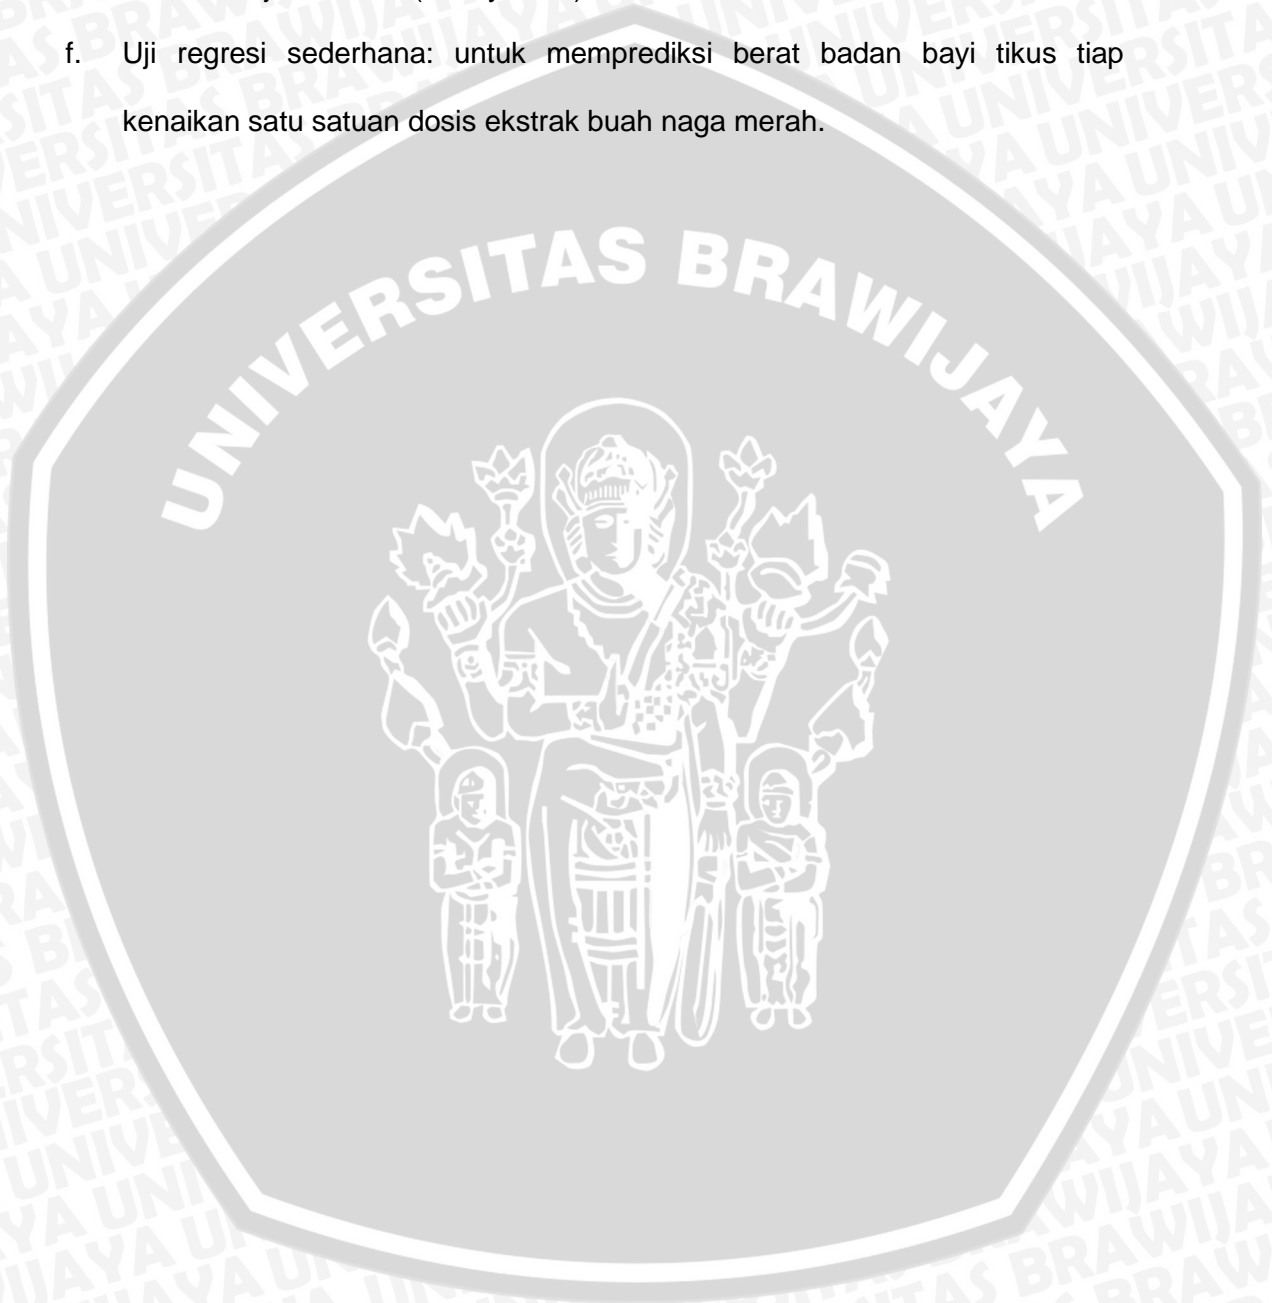 f. Uji regresi sederhana: untuk memprediksi berat badan bayi tikus tiap
kenaikan satu satuan dosis ekstrak buah naga merah.
UNIVERSITAS BRAWIJAYA